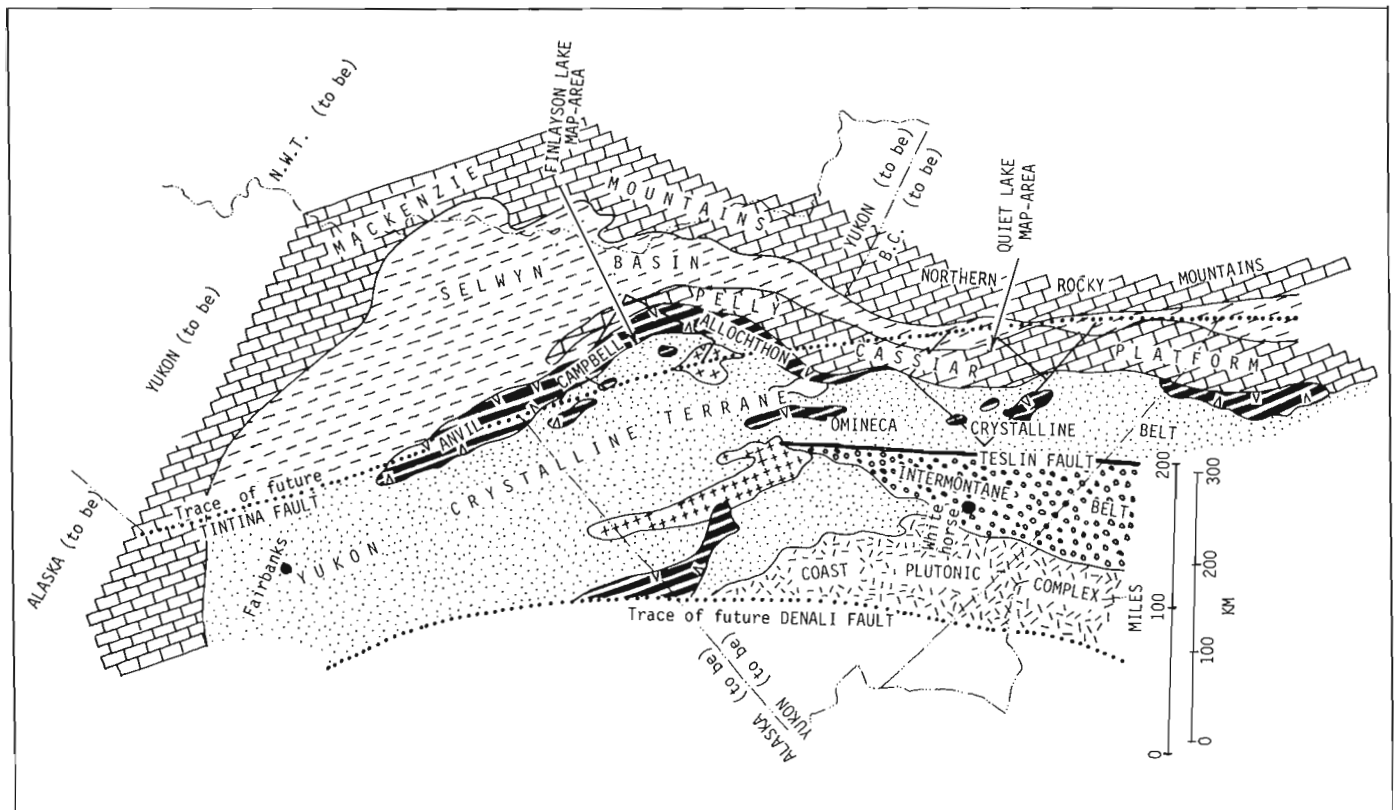 FINLAYSON LAKE
MAP-AREA
N.W.T. (to be)
MACKENZIE
MOUNTAINS
YUKON (to be)
B.C. (to be)
QUIET LAKE
MAP-AREA
SELWYN
BASIN
NORTHERN
ROCKY
MOUNTAINS
YUKON (to be)
PELLY
ALLOCHTHON
CASSIAR
PLATFORM
CAMPBELL
ANVIL
CRYSTALLINE TERRANE
OMINECA
CRYSTALLINE
BELT
TESLIN FAULT
INTERMONTANE
BELT
White
horse
Trace of future
TINTINA FAULT
ALASKA (to be)
Fairbanks
YUKON
COAST
PLUTONIC
COMPLEX
Trace of future DENALI FAULT
ALASKA (to be)
YUKON (to be)
200
100
0
MILES
300
200
100
0
KM